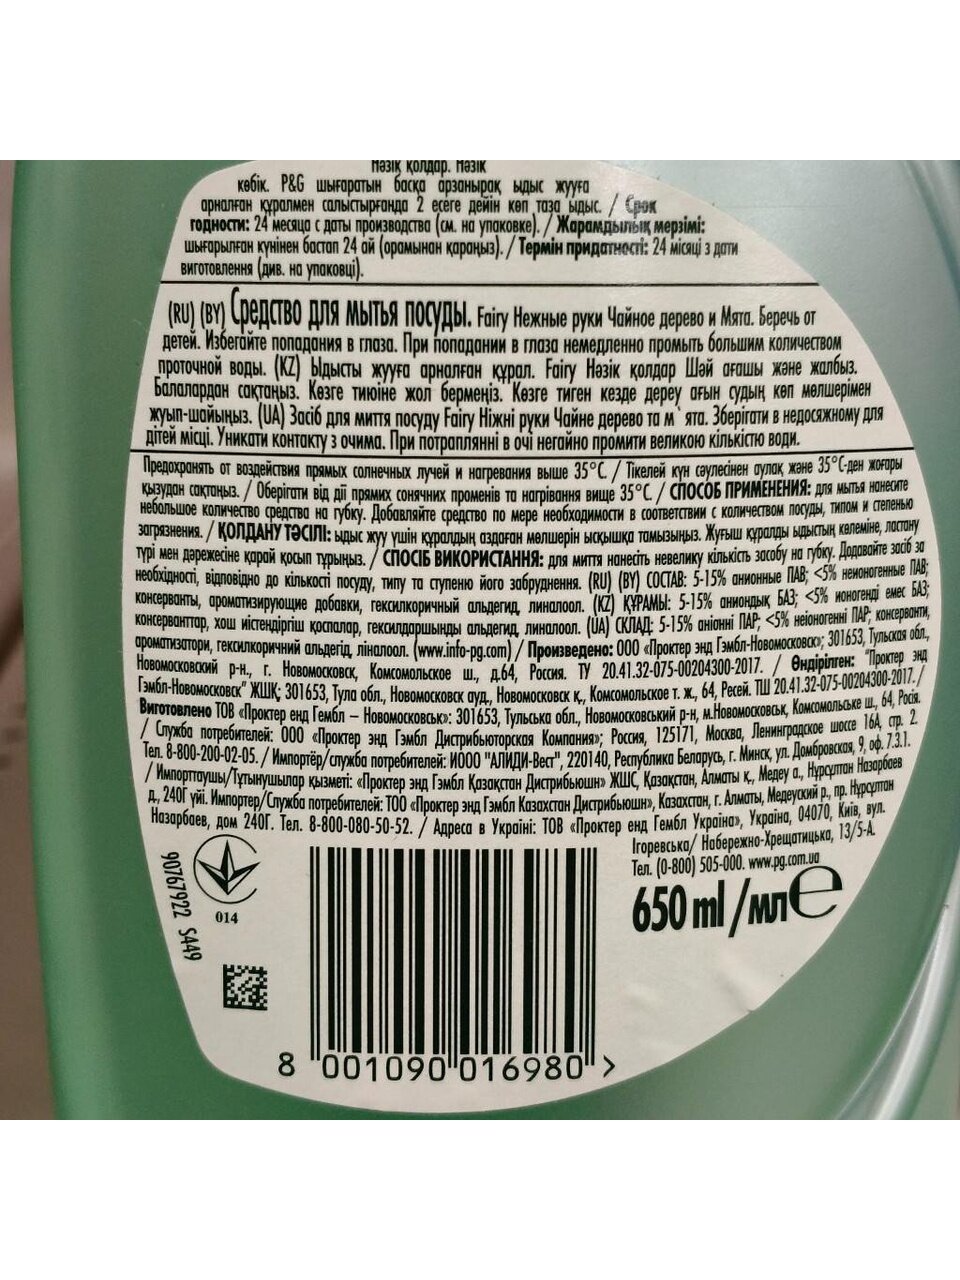 Нәзік қолдар. Нәзік
көбік. P&G шығаратын басқа арзанырақ ыдыс жууға
арналған құралмен салыстырғанда 2 есеге дейін көп таза ыдыс. / Срок
годности: 24 месяца с даты производства (см. на упаковке). / Жарамдылық мерзімі:
шығарылған күнінен бастап 24 ай (орамынан қараңыз). / Термін придатності: 24 місяці з дати
виготовлення (див. на упаковці).
(RU) (BY) Средство для мытья посуды. Fairy Нежные руки Чайное дерево и Мята. Беречь от
детей. Избегайте попадания в глаза. При попадании в глаза немедленно промыть большим количеством
проточной воды. (KZ) Ыдысты жууға арналған құрал. Fairy Нәзік қолдар Шәй ағашы және жалбыз.
Балалардан сақтаңыз. Көзге тиюіне жол бермеңіз. Көзге тиген кезде дереу ағын судың көп мөлшерімен
жуып-шайыңыз. (UA) Засіб для миття посуду Fairy Ніжні руки Чайне дерево та м`ята. Зберігати в недосяжному для
дітей місці. Уникати контакту з очима. При потраплянні в очі негайно промити великою кількістю води.
Предохранять от воздействия прямых солнечных лучей и нагревания выше 35°C. / Тікелей күн сәулесінен аулақ және 35°C-ден жоғары
қызудан сақтаңыз. / Оберігати від дії прямих сонячних променів та нагрівання вище 35°C. / СПОСОБ ПРИМЕНЕНИЯ: для мытья нанесите
небольшое количество средства на губку. Добавляйте средство по мере необходимости в соответствии с количеством посуды, типом и степенью
загрязнения. / ҚОЛДАНУ ТӘСІЛІ: ыдыс жуу үшін құралдың аздаған мөлшерін ысқышқа тамызыңыз. Жуғыш құралды ыдыстың көлеміне, ластану
түрі мен дәрежесіне қарай қосып тұрыңыз. / СПОСІБ ВИКОРИСТАННЯ: для миття нанесіть невелику кількість засобу на губку. Додавайте засіб за
необхідності, відповідно до кількості посуду, типу та ступеню його забруднення. (RU) (BY) СОСТАВ: 5-15% анионные ПАВ; <5% неионогенные ПАВ;
консерванты, ароматизирующие добавки, гексилкоричный альдегид, линалоол. (KZ) ҚҰРАМЫ: 5-15% аниондық БАЗ; <5% ионогенді емес БАЗ;
консерванттар, хош иістендіргіш қоспалар, гексилдаршынды альдегид, линалоол. (UA) СКЛАД: 5-15% аніонні ПАР; <5% неіоногенні ПАР; консерванти,
ароматизатори, гексилкоричний альдегід, ліналоол. (www.info-pg.com) / Произведено: ООО «Проктер энд Гэмбл-Новомосковск»; 301653, Тульская обл.,
Новомосковский р-н., г. Новомосковск, Комсомольское ш., д.64, Россия. ТУ 20.41.32-075-00204300-2017. / Өндірілген: "Проктер энд
Гэмбл-Новомосковск" ЖШҚ; 301653, Тула обл., Новомосковск ауд., Новомосковск қ., Комсомольское т. ж., 64, Ресей. ТШ 20.41.32-075-00204300-2017. /
Виготовлено ТОВ «Проктер енд Гембл – Новомосковськ»: 301653, Тульська обл., Новомосковський р-н, м.Новомосковськ, Комсомольське ш., 64, Росія.
/ Служба потребителей: ООО «Проктер энд Гэмбл Дистрибьюторская Компания»; Россия, 125171, Москва, Ленинградское шоссе 16А, стр. 2.
Тел. 8-800-200-02-05. / Импортёр/служба потребителей: ИООО "АЛИДИ-Вест", 220140, Республика Беларусь, г. Минск, ул. Домбровская, 9, оф. 7.3.1.
/ Импорттаушы/Тұтынушылар қызметі: «Проктер энд Гэмбл Қазақстан Дистрибьюшн» ЖШС, Қазақстан, Алматы қ., Медеу а., Нұрсұлтан Назарбаев
д., 240Г үйі. Импортер/Служба потребителей: ТОО «Проктер энд Гэмбл Казахстан Дистрибьюшн», Казахстан, г. Алматы, Медеуский р., пр. Нұрсұлтан
Назарбаев, дом 240Г. Тел. 8-800-080-50-52. / Адреса в Україні: ТОВ «Проктер енд Гембл Україна», Україна, 04070, Київ, вул.
Ігоревська/ Набережно-Хрещатицька, 13/5-А.
Тел. (0-800) 505-000. www.pg.com.ua
650 ml /мл ℮
014
90767922 S449
8 001090 016980 >